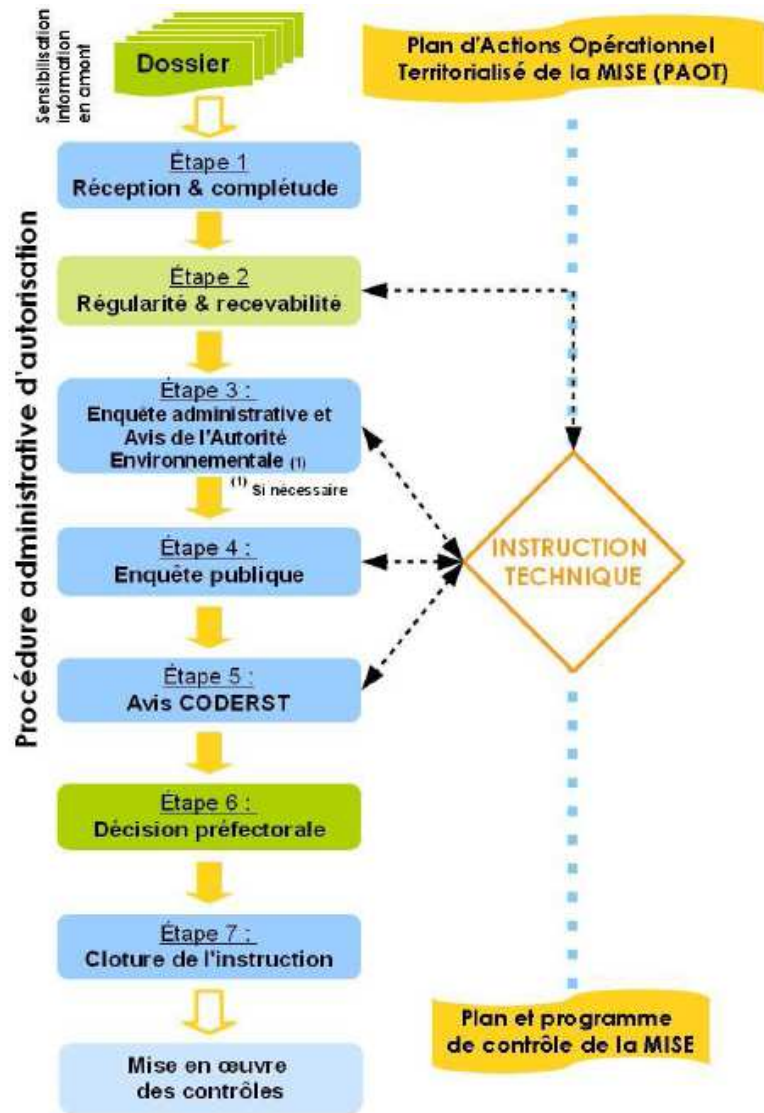 Sensibilisation
information
en amont
Dossier
Plan d'Actions Opérationnel
Territorialisé de la MISE (PAOT)
Procédure administrative d'autorisation
Étape 1
Réception & complétude
Étape 2
Régularité & recevabilité
Étape 3 :
Enquête administrative et
Avis de l'Autorité
Environnementale (1)
(1) Si nécessaire
Étape 4 :
Enquête publique
INSTRUCTION
TECHNIQUE
Étape 5 :
Avis CODERST
Étape 6 :
Décision préfectorale
Étape 7 :
Cloture de l'instruction
Mise en œuvre
des contrôles
Plan et programme
de contrôle de la MISE